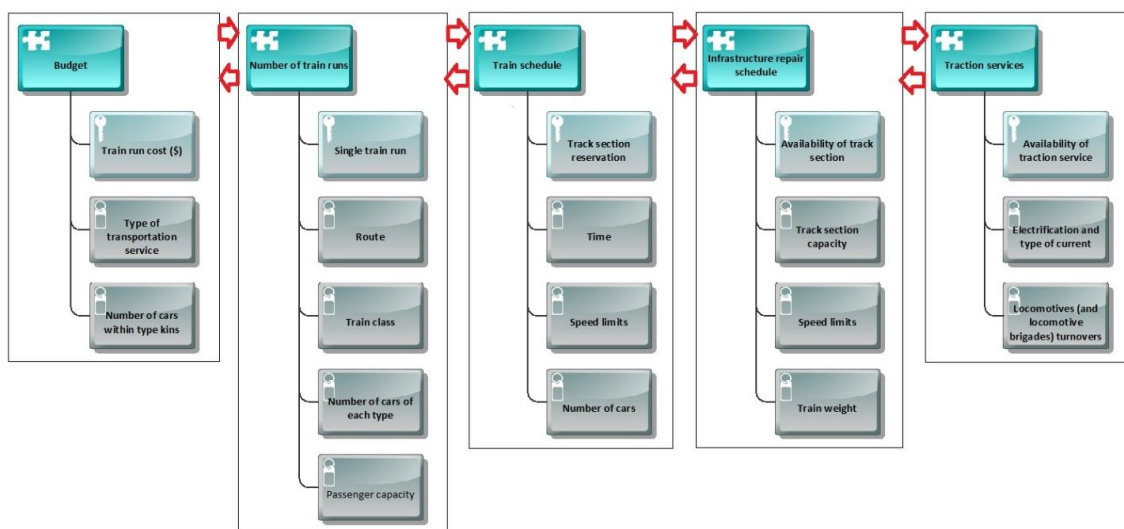 Budget
Train run cost ($)
Type of
transportation
service
Number of cars
within type kins
Number of train runs
Single train run
Route
Train class
Number of cars of
each type
Passenger capacity
Train schedule
Track section
reservation
Time
Speed limits
Number of cars
Infrastructure repair
schedule
Availability of track
section
Track section
capacity
Speed limits
Train weight
Traction services
Availability of
traction service
Electrification and
type of current
Locomotives (and
locomotive
brigades) turnovers